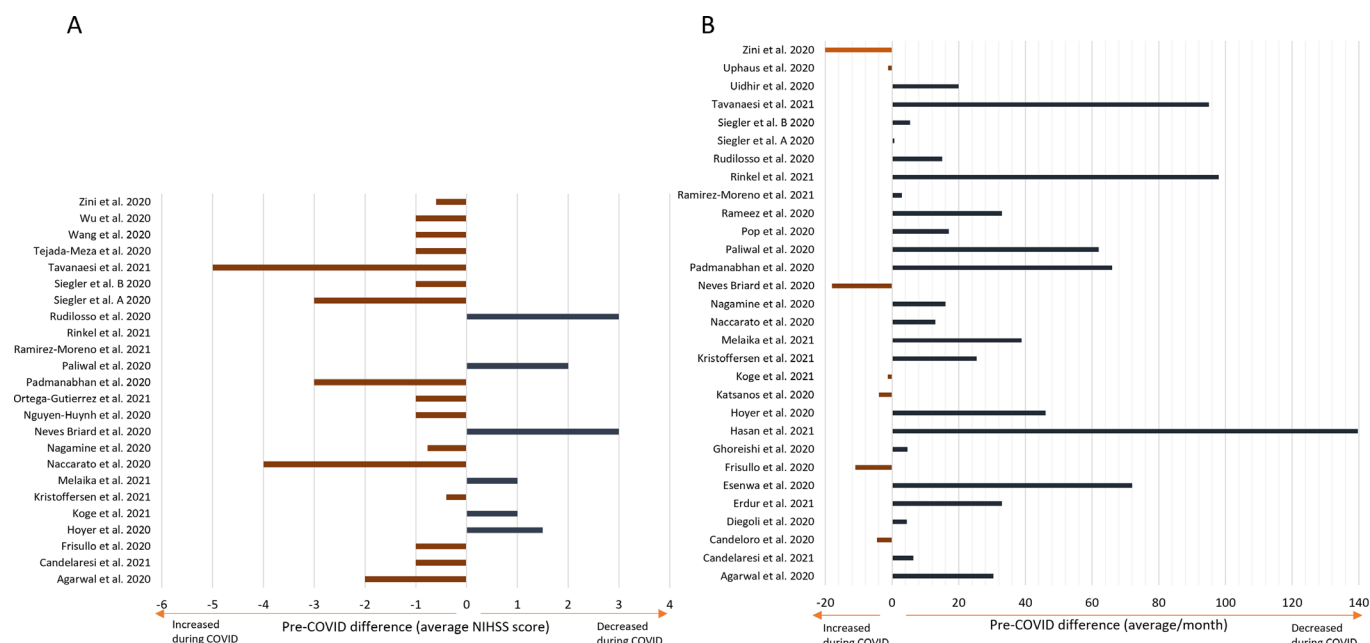 A
Zini et al. 2020
Wu et al. 2020
Wang et al. 2020
Tejada-Meza et al. 2020
Tavanaesi et al. 2021
Siegler et al. B 2020
Siegler et al. A 2020
Rudilosso et al. 2020
Rinkel et al. 2021
Ramirez-Moreno et al. 2021
Paliwal et al. 2020
Padmanabhan et al. 2020
Ortega-Gutierrez et al. 2021
Nguyen-Huynh et al. 2020
Neves Briard et al. 2020
Nagamine et al. 2020
Naccarato et al. 2020
Melaika et al. 2021
Kristoffersen et al. 2021
Koge et al. 2021
Hoyer et al. 2020
Frisullo et al. 2020
Candelaresi et al. 2021
Agarwal et al. 2020
-6 -5 -4 -3 -2 -1 0 1 2 3 4
Increased
during COVID
Pre-COVID difference (average NIHSS score)
Decreased
during COVID
B
Zini et al. 2020
Uphaus et al. 2020
Uidhir et al. 2020
Tavanaesi et al. 2021
Siegler et al. B 2020
Siegler et al. A 2020
Rudilosso et al. 2020
Rinkel et al. 2021
Ramirez-Moreno et al. 2021
Rameez et al. 2020
Pop et al. 2020
Paliwal et al. 2020
Padmanabhan et al. 2020
Neves Briard et al. 2020
Nagamine et al. 2020
Naccarato et al. 2020
Melaika et al. 2021
Kristoffersen et al. 2021
Koge et al. 2021
Katsanos et al. 2020
Hoyer et al. 2020
Hasan et al. 2021
Ghoreishi et al. 2020
Frisullo et al. 2020
Esenwa et al. 2020
Erdur et al. 2021
Diegoli et al. 2020
Candeloro et al. 2020
Candelaresi et al. 2021
Agarwal et al. 2020
-20 0 20 40 60 80 100 120 140
Increased
during COVID
Pre-COVID difference (average/month)
Decreased
during COVID